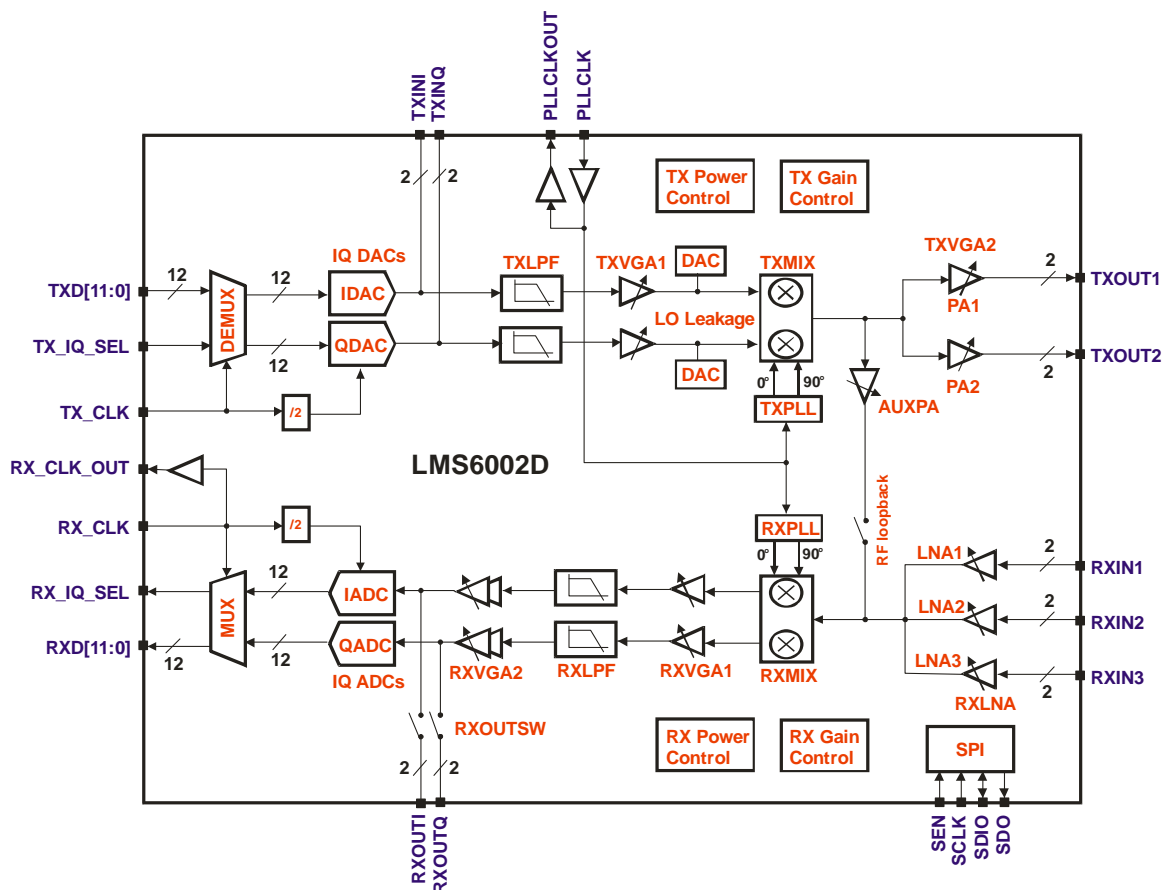 TXINI
TXINQ
PLLCLKOUT
PLLCLK
2
2
TX Power
Control
TX Gain
Control
IQ DACs
TXLPF
TXVGA1
DAC
TXMIX
TXVGA2
TXD[11:0]
12
12
IDAC
2
TXOUT1
PA1
DEMUX
LO Leakage
TX_IQ_SEL
12
QDAC
DAC
2
TXOUT2
PA2
0°
90°
AUXPA
TX_CLK
/2
TXPLL
LMS6002D
RX_CLK_OUT
RX_CLK
/2
RXPLL
RF loopback
0°
90°
LNA1
2
RXIN1
RX_IQ_SEL
MUX
12
IADC
LNA2
2
RXIN2
RXD[11:0]
12
12
QADC
IQ ADCs
RXVGA2
RXLPF
RXVGA1
RXMIX
LNA3
2
RXIN3
RXLNA
RXOUTSW
RX Power
Control
RX Gain
Control
SPI
2
2
RXOUTI
RXOUTQ
SEN
SCLK
SDIO
SDO